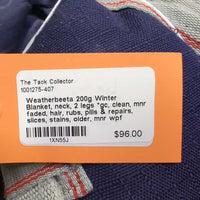 The Tack Collector
1001275-407
Weatherbeeta 200g Winter
Blanket, neck, 2 legs *gc, clean, mnr
faded, hair, rubs, pills & repairs,
slices, stains, older, mnr wpf
$96.00
1XN55J